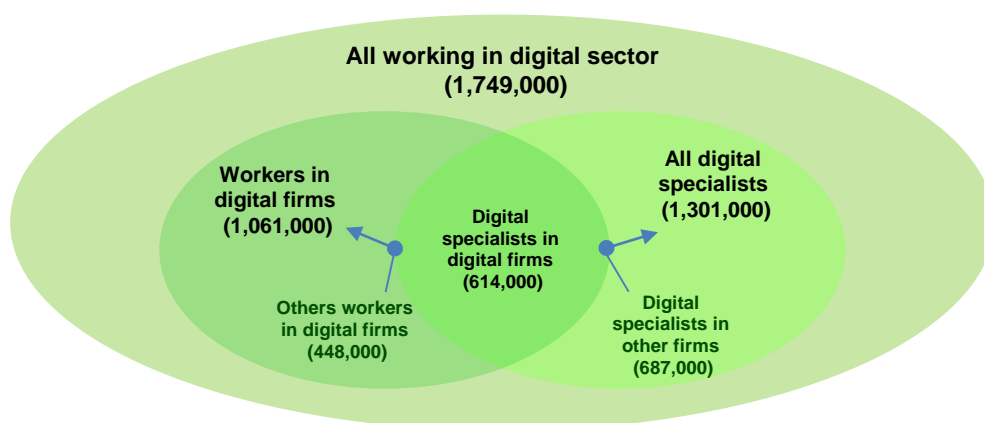 All working in digital sector
(1,749,000)
Workers in
digital firms
(1,061,000)
All digital
specialists
(1,301,000)
Digital
specialists in
digital firms
(614,000)
Others workers
in digital firms
(448,000)
Digital
specialists in
other firms
(687,000)